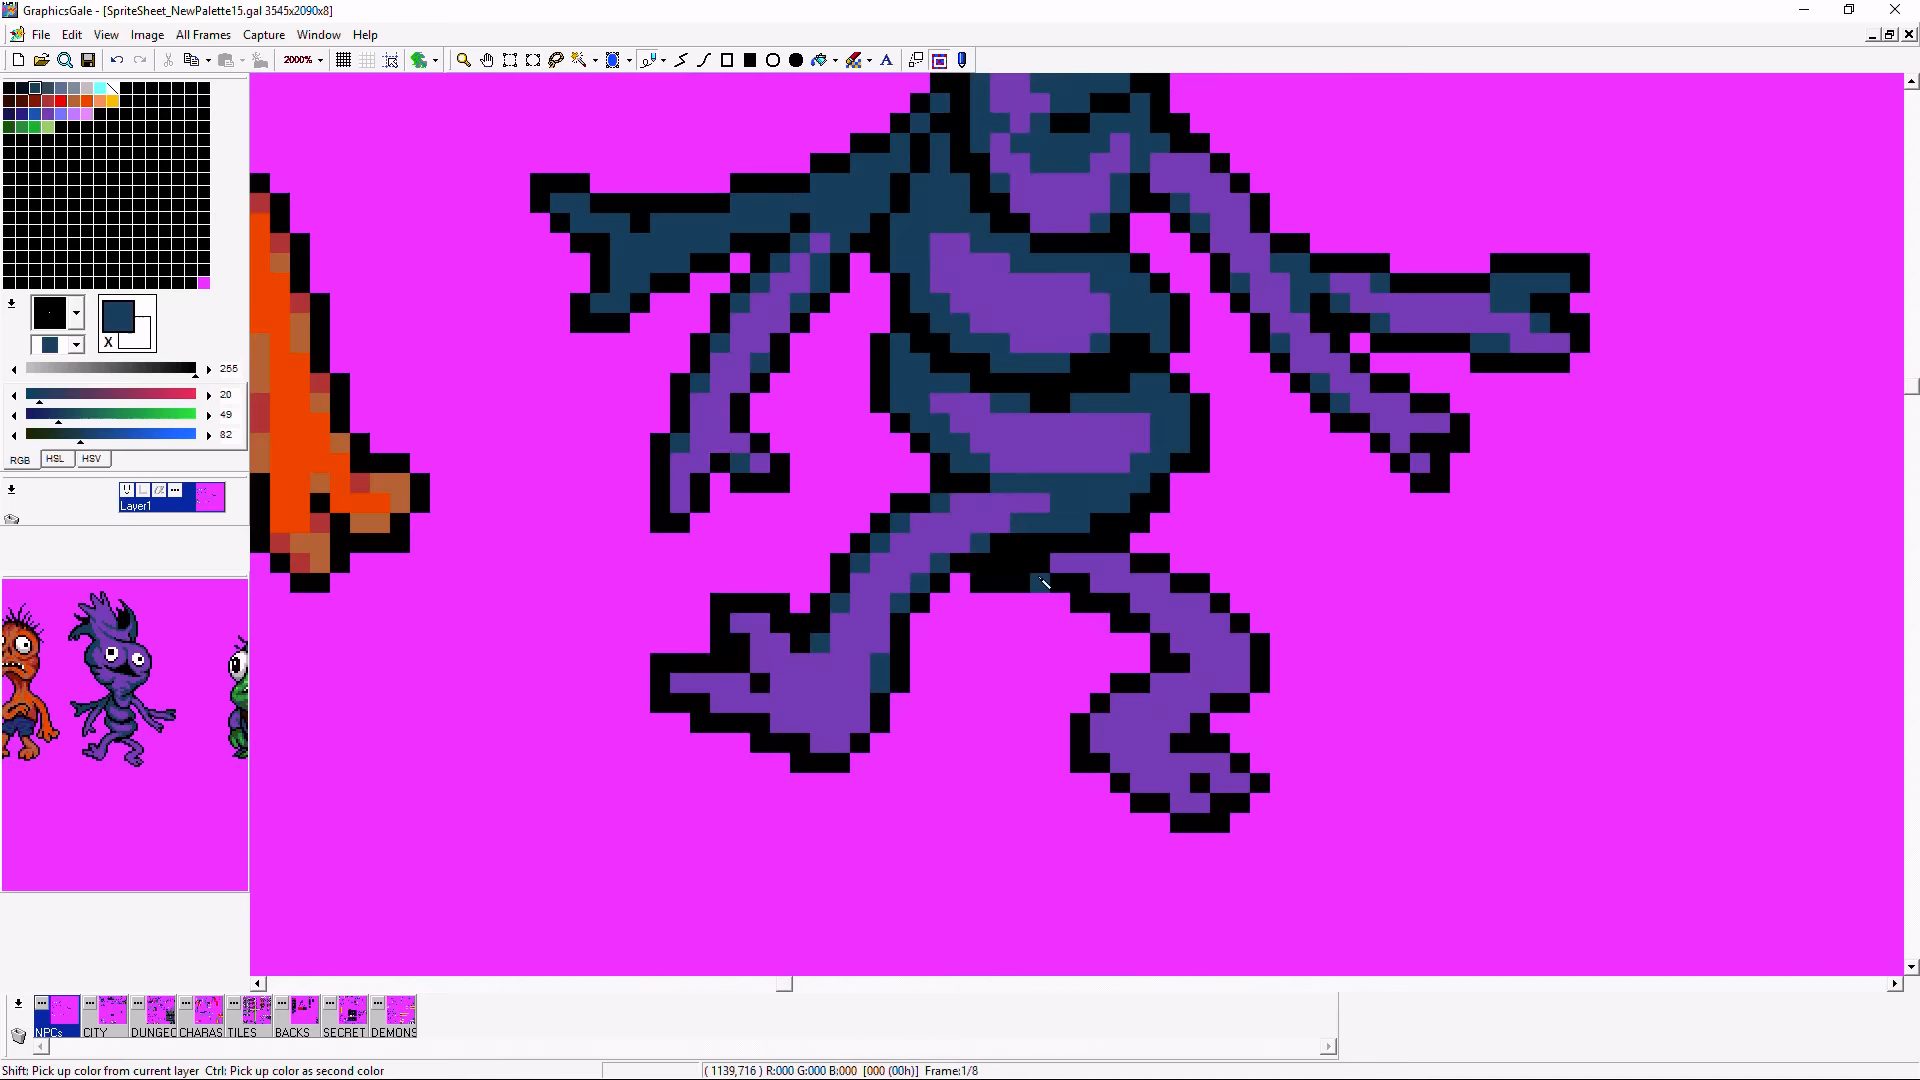 GraphicsGale - [SpriteSheet_NewPalette15.gal 3545x2090x8]
File Edit View Image All Frames Capture Window Help
2000%
A
X
255
20
49
82
RGB HSL HSV
Layer1
NPCs CITY DUNGEC CHARAS TILES BACKS SECRET DEMONS
Shift: Pick up color from current layer Ctrl: Pick up color as second color
( 1139,716 ) R:000 G:000 B:000 [000 (00h)] Frame:1/8